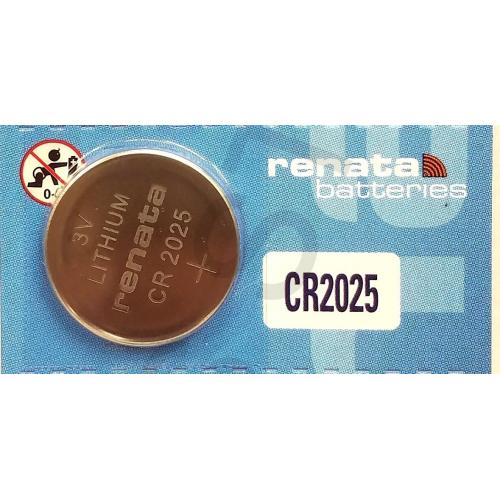 3V
LITHIUM
renata
CR 2025
+
renata
batteries
CR2025